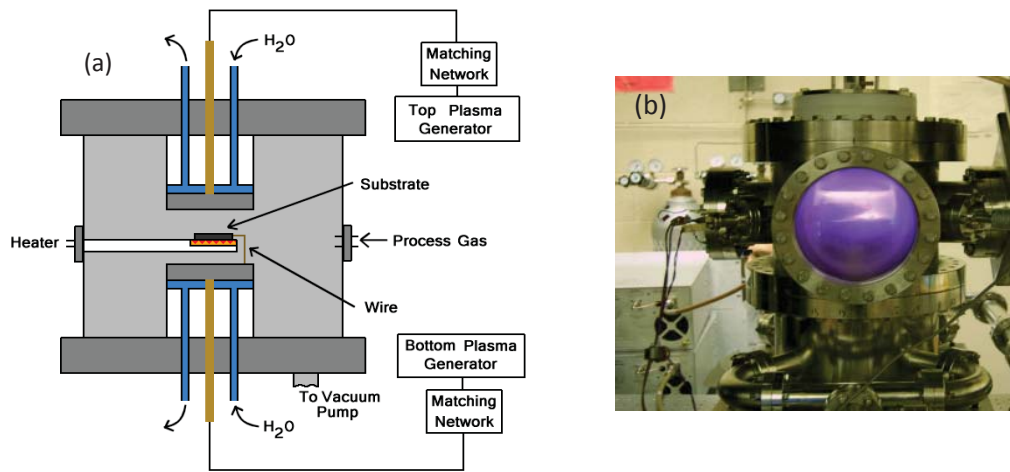 (a)
H₂O
Matching
Network
Top Plasma
Generator
Substrate
Heater
Process Gas
Wire
Bottom Plasma
Generator
To Vacuum
Pump
Matching
Network
H₂O
(b)